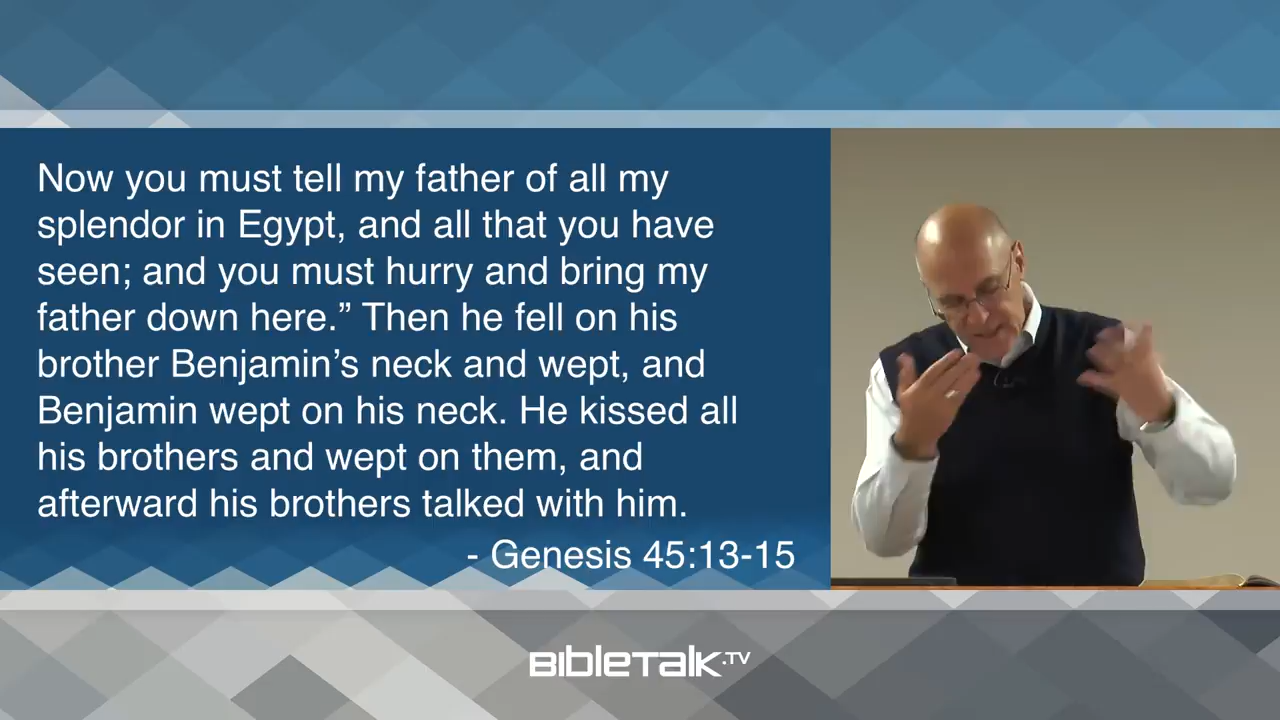 Now you must tell my father of all my
splendor in Egypt, and all that you have
seen; and you must hurry and bring my
father down here.” Then he fell on his
brother Benjamin’s neck and wept, and
Benjamin wept on his neck. He kissed all
his brothers and wept on them, and
afterward his brothers talked with him.
- Genesis 45:13-15
BIBLETALK.TV